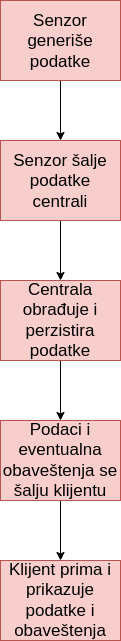 Senzor
generiše
podatke
Senzor šalje
podatke
centrali
Centrala
obrađuje i
perzistira
podatke
Podaci i
eventualna
obaveštenja se
šalju klijentu
Klijent prima i
prikazuje
podatke i
obaveštenja